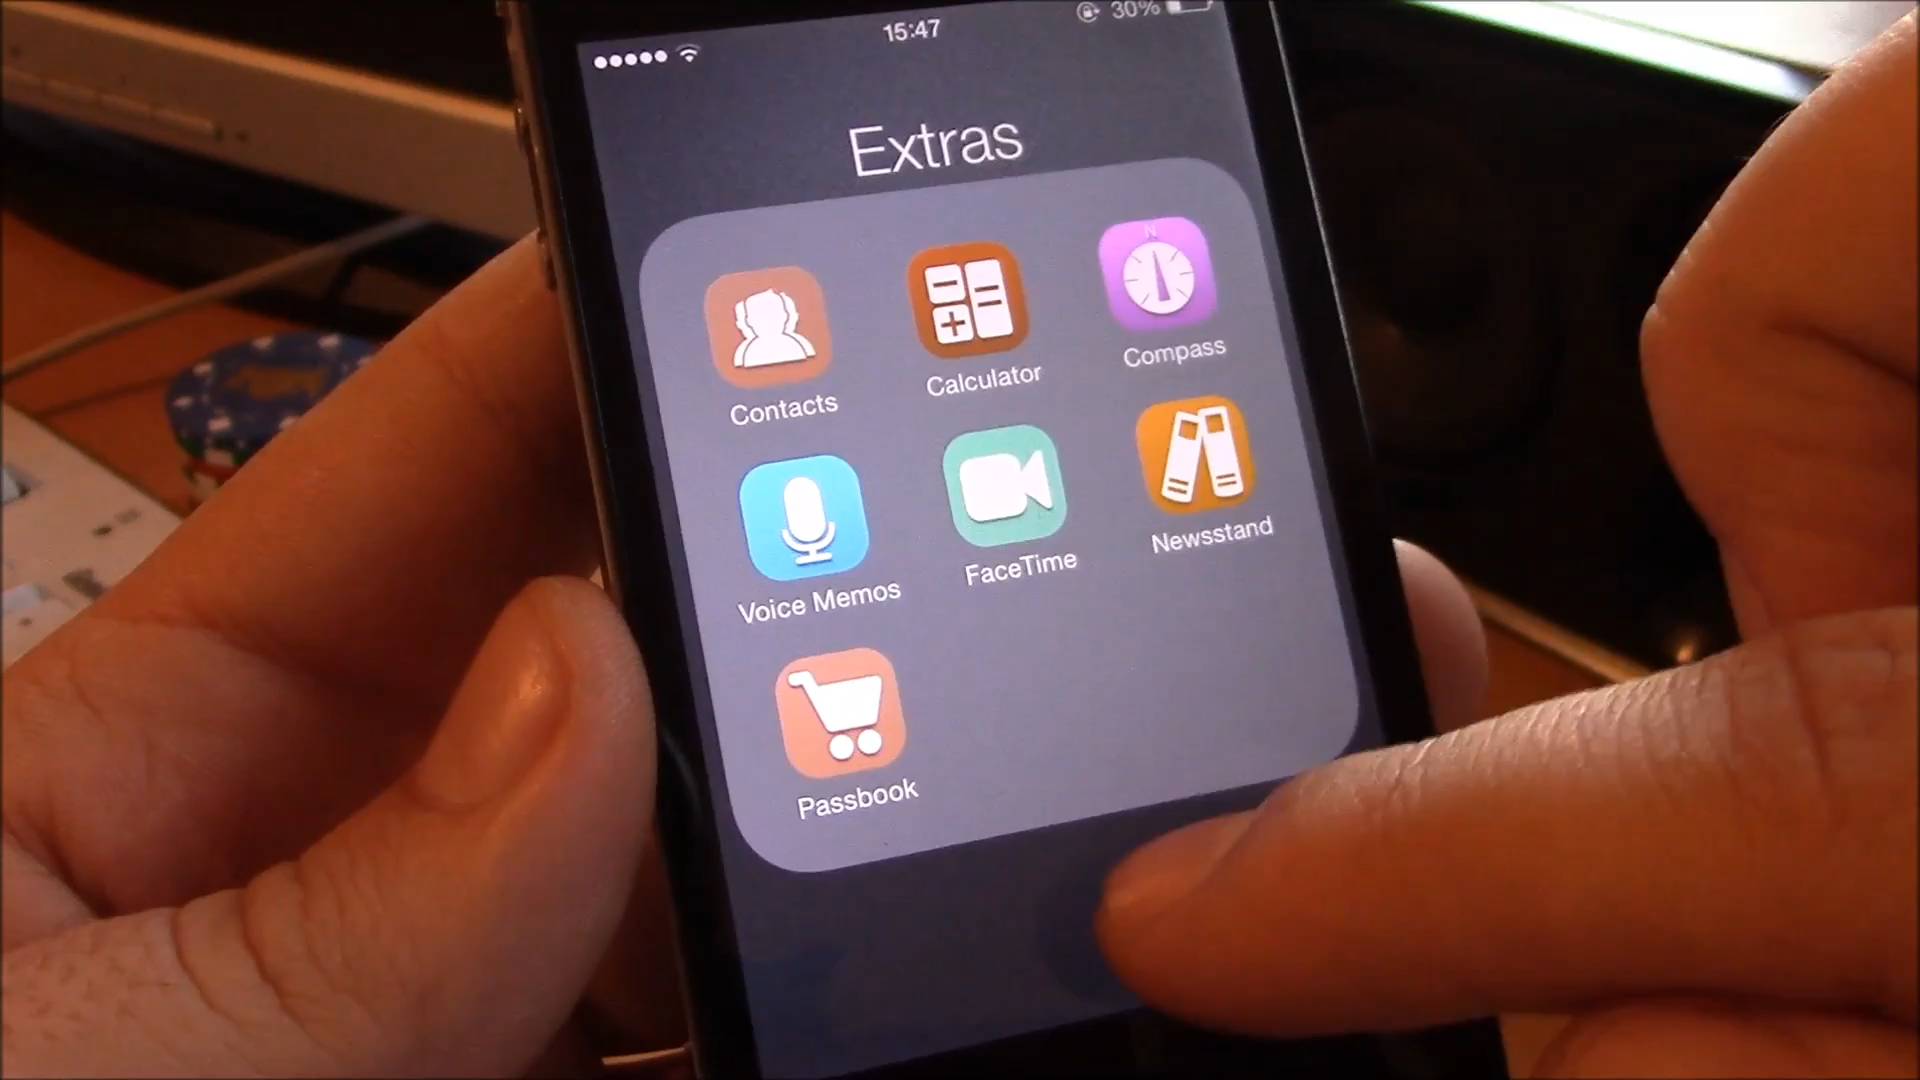 15:47
30%
Extras
Contacts
Calculator
N
Compass
Voice Memos
FaceTime
Newsstand
Passbook